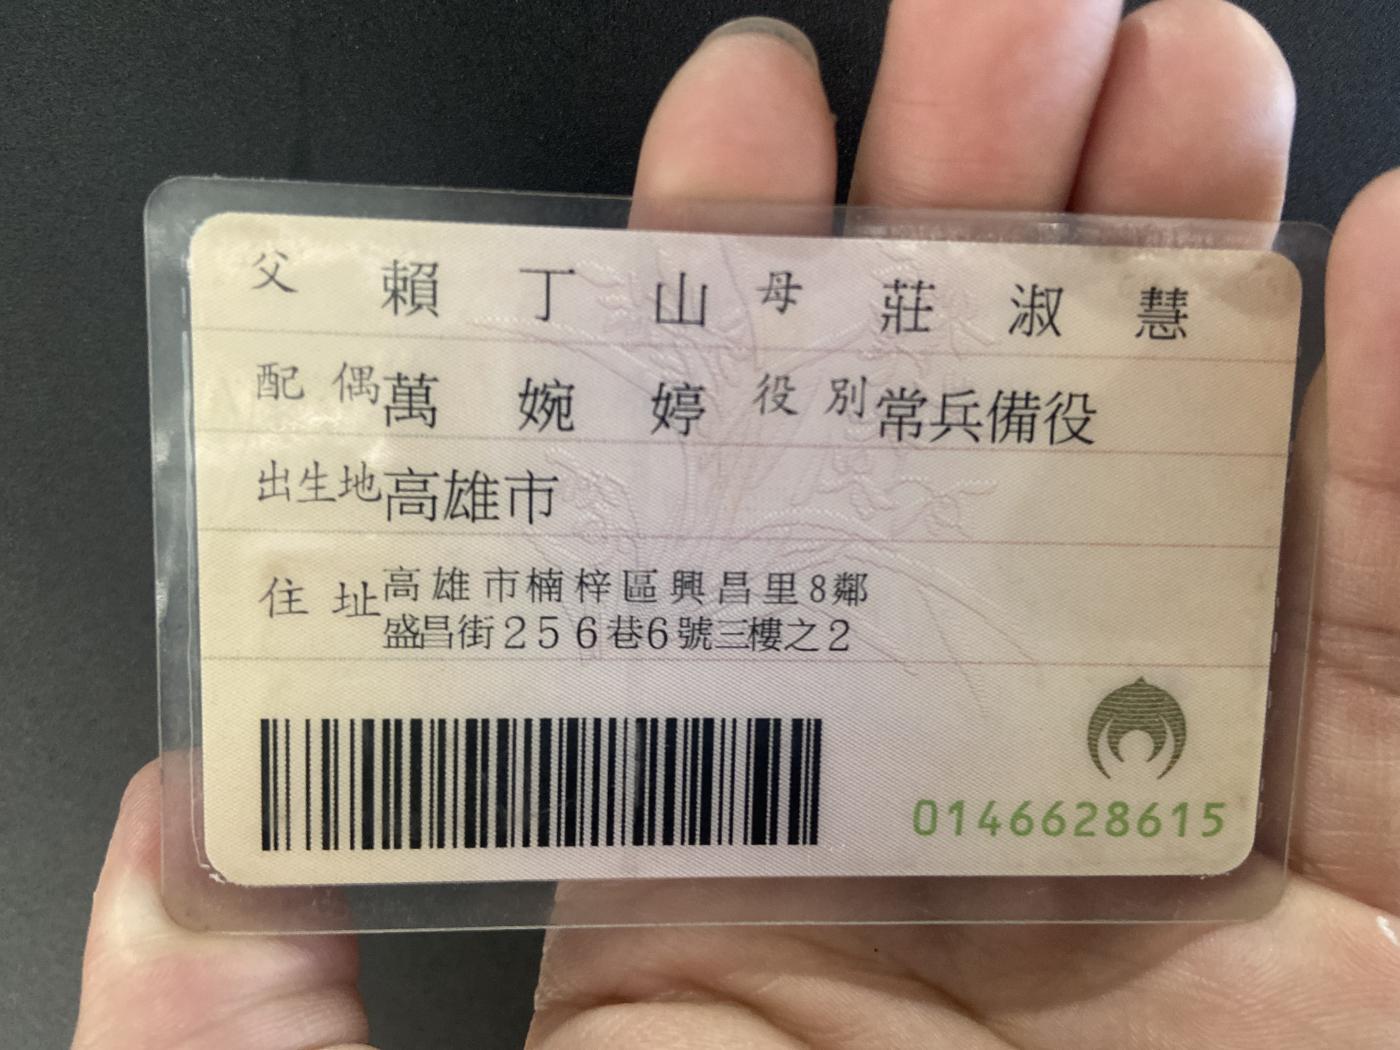 父 賴丁山 母 莊淑慧
配偶 萬婉婷 役別 常兵備役
出生地 高雄市
住址 高雄市楠梓區興昌里8鄰
盛昌街256巷6號三樓之2
0146628615